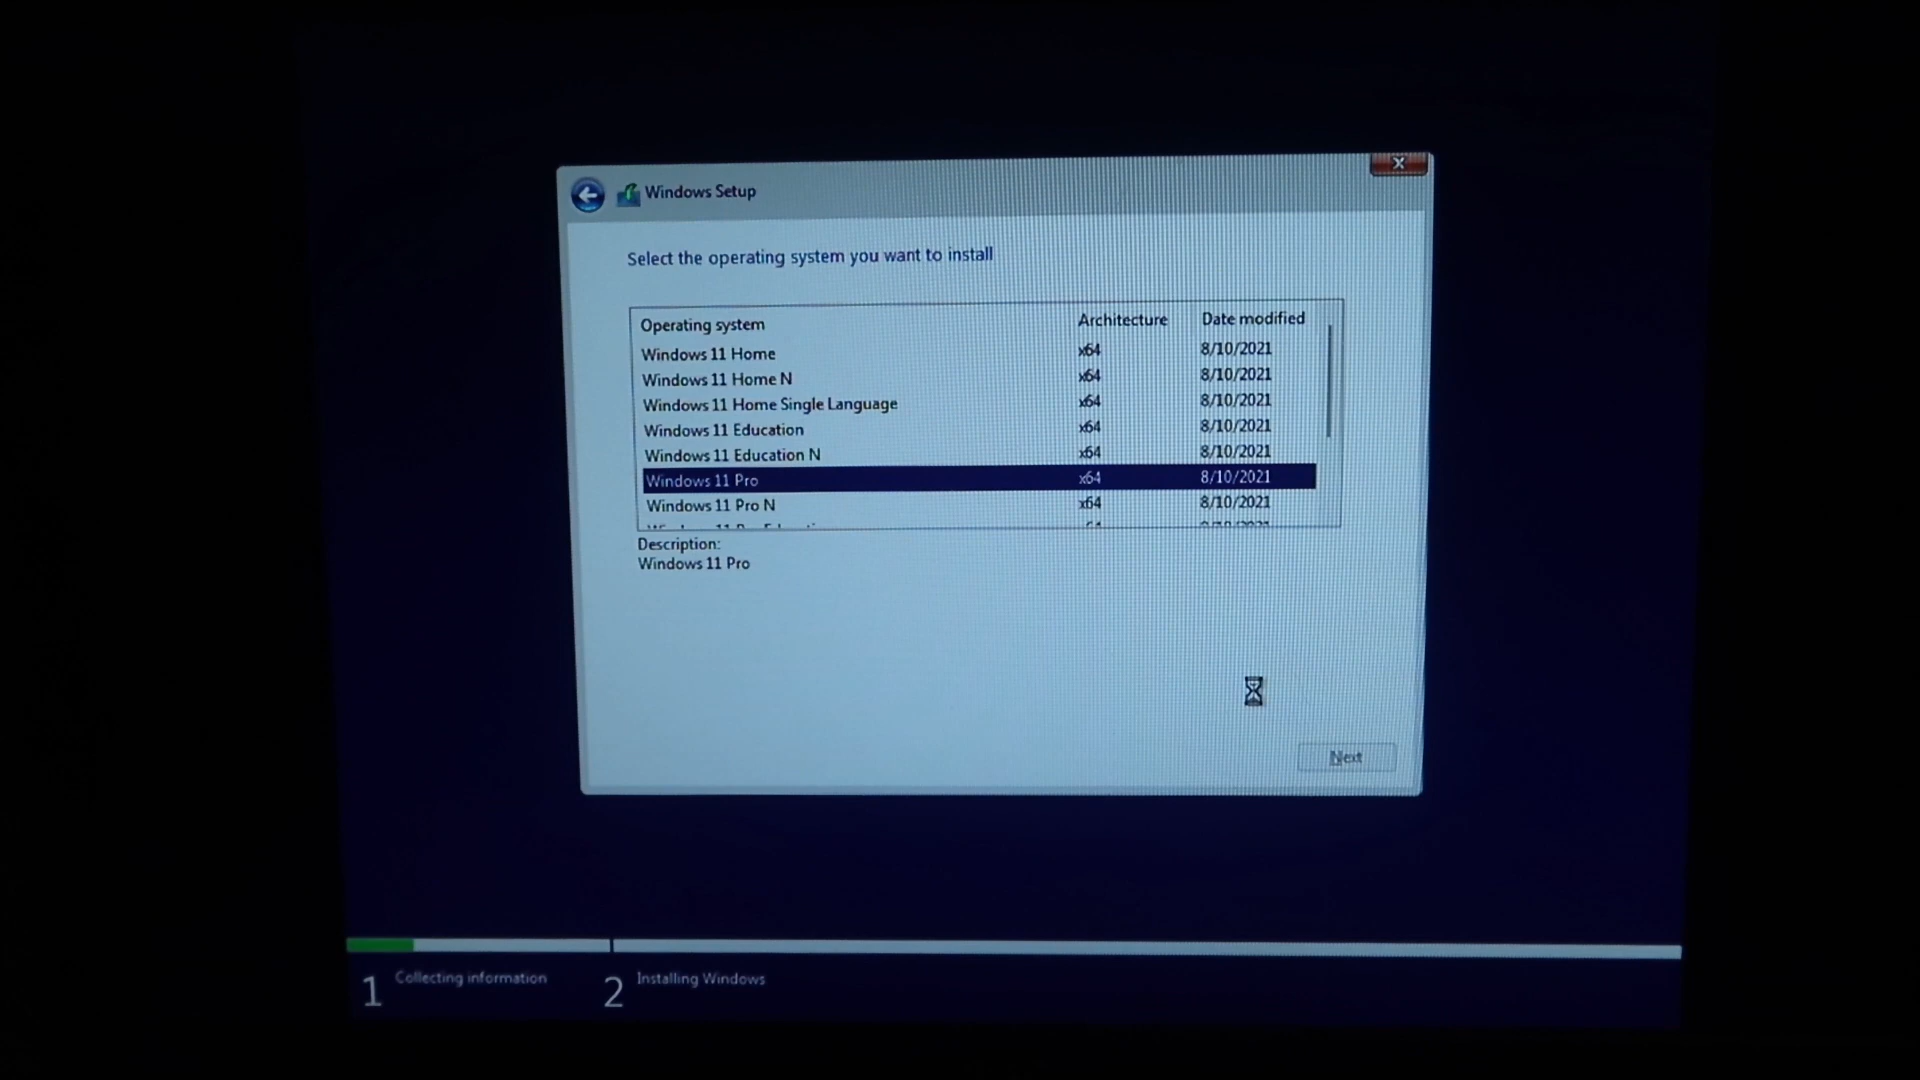 Windows Setup
Select the operating system you want to install
Operating system Architecture Date modified
Windows 11 Home x64 8/10/2021
Windows 11 Home N x64 8/10/2021
Windows 11 Home Single Language x64 8/10/2021
Windows 11 Education x64 8/10/2021
Windows 11 Education N x64 8/10/2021
Windows 11 Pro x64 8/10/2021
Windows 11 Pro N x64 8/10/2021
Description:
Windows 11 Pro
Next
1 Collecting information 2 Installing Windows